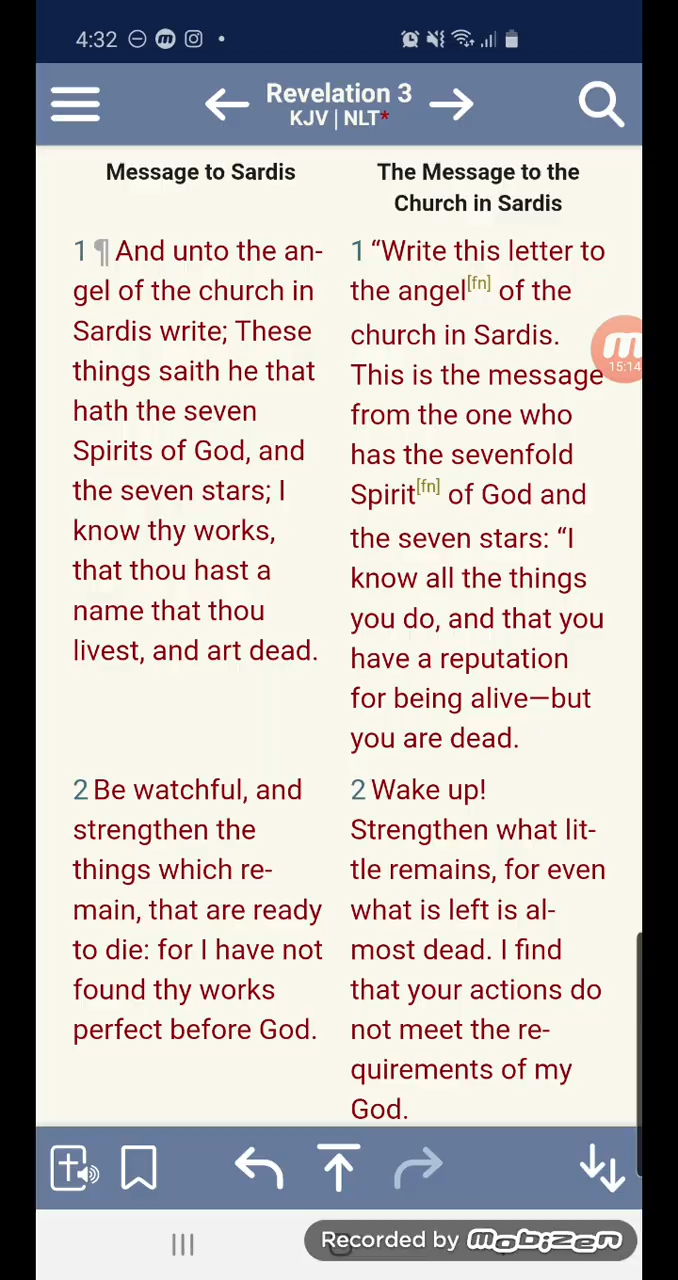 4:32
Revelation 3
KJV | NLT*
Message to Sardis
1 ¶ And unto the an-
gel of the church in
Sardis write; These
things saith he that
hath the seven
Spirits of God, and
the seven stars; I
know thy works,
that thou hast a
name that thou
livest, and art dead.
2 Be watchful, and
strengthen the
things which re-
main, that are ready
to die: for I have not
found thy works
perfect before God.
The Message to the
Church in Sardis
1 “Write this letter to
the angel[fn] of the
church in Sardis.
This is the message
from the one who
has the sevenfold
Spirit[fn] of God and
the seven stars: “I
know all the things
you do, and that you
have a reputation
for being alive—but
you are dead.
2 Wake up!
Strengthen what lit-
tle remains, for even
what is left is al-
most dead. I find
that your actions do
not meet the re-
quirements of my
God.
m
15:14
Recorded by mobizen